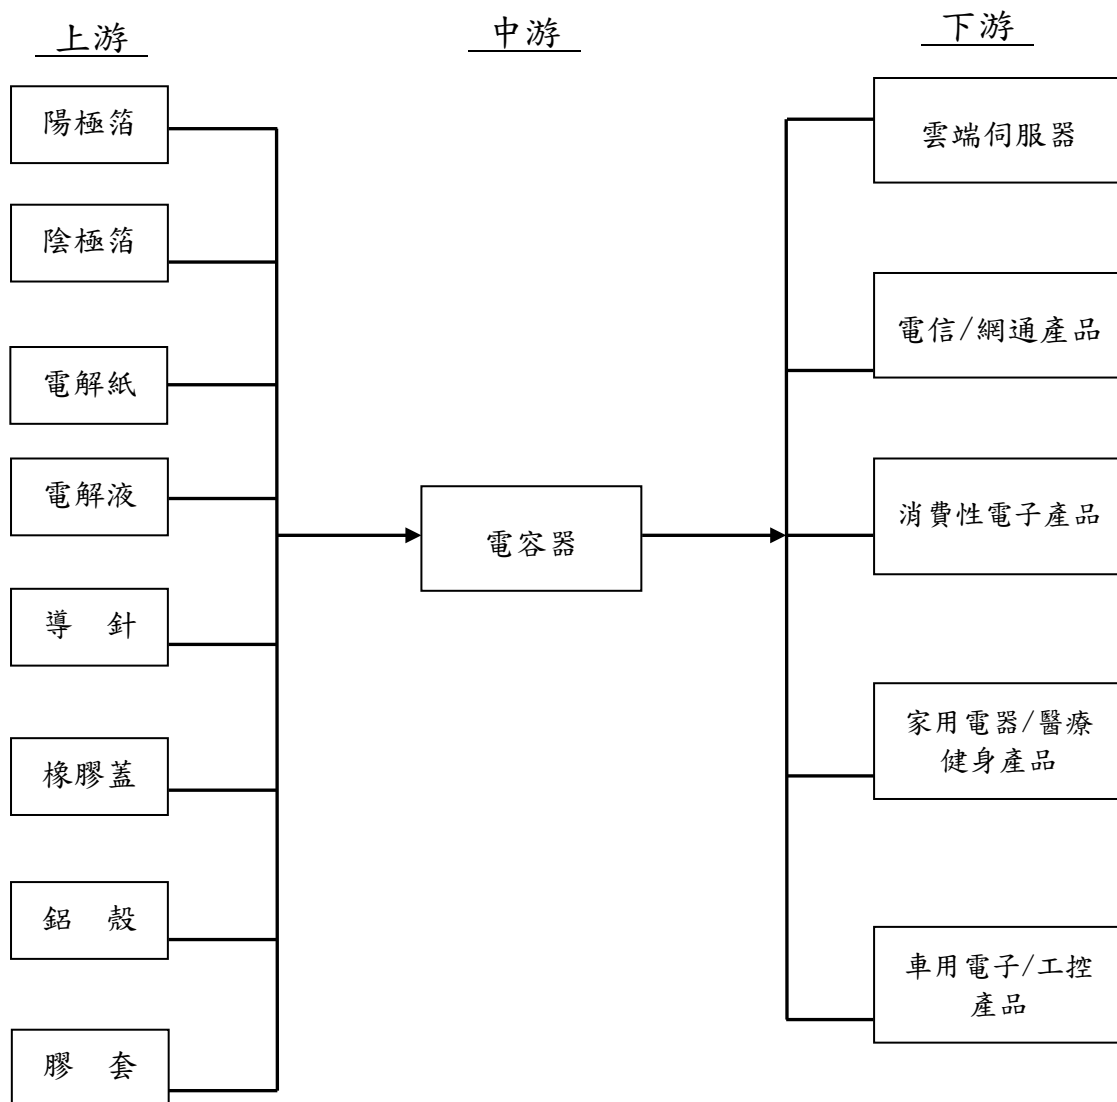 上游
中游
下游
陽極箔
陰極箔
電解紙
電解液
導　針
橡膠蓋
鋁　殼
膠　套
電容器
雲端伺服器
電信/網通產品
消費性電子產品
家用電器/醫療
健身產品
車用電子/工控
產品